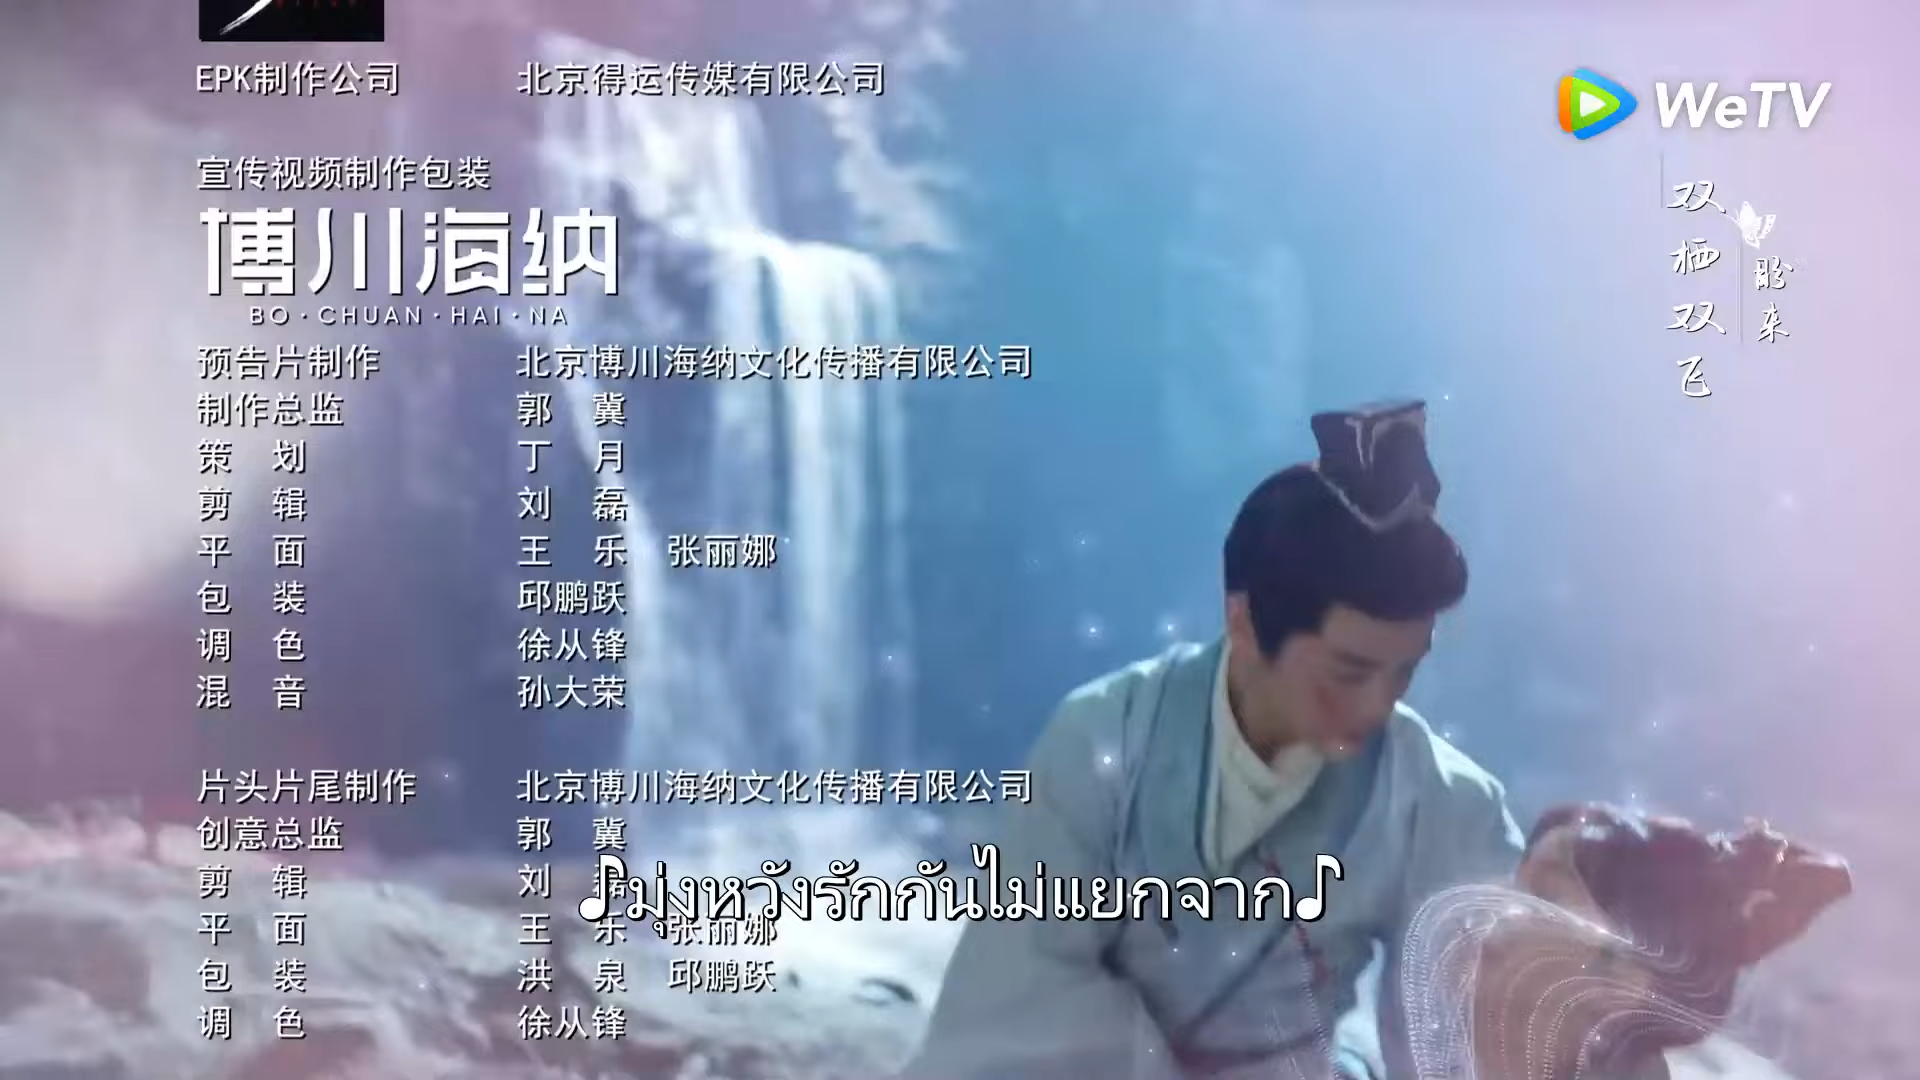 EPK制作公司 北京得运传媒有限公司
WeTV
宣传视频制作包装
博川海纳
BO·CHUAN·HAI·NA
双栖双飞
盼来
预告片制作 北京博川海纳文化传播有限公司
制作总监 郭 冀
策 划 丁 月
剪 辑 刘 磊
平 面 王 乐 张丽娜
包 装 邱鹏跃
调 色 徐从锋
混 音 孙大荣
片头片尾制作 北京博川海纳文化传播有限公司
创意总监 郭 冀
剪 辑 刘 磊
♪มุ่งหวังรักกันไม่แยกจาก♪
平 面 王 乐 张丽娜
包 装 洪 泉 邱鹏跃
调 色 徐从锋